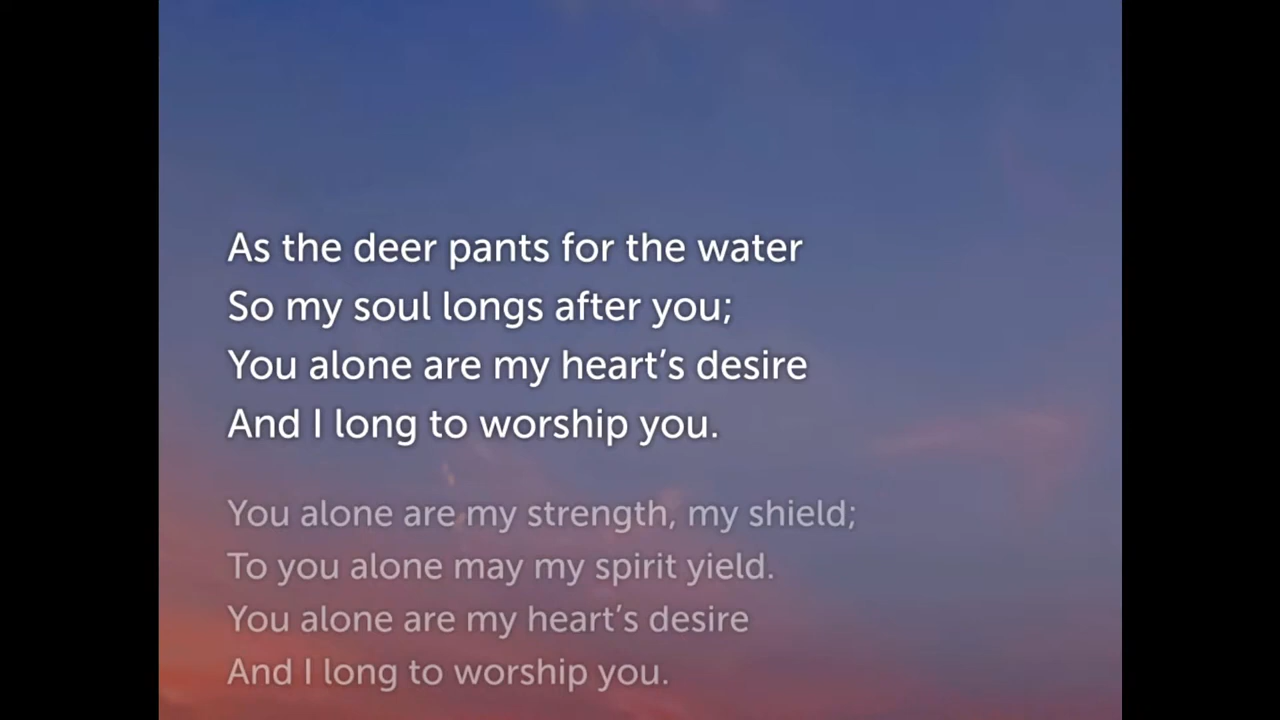 As the deer pants for the water
So my soul longs after you;
You alone are my heart’s desire
And I long to worship you.
You alone are my strength, my shield;
To you alone may my spirit yield.
You alone are my heart’s desire
And I long to worship you.